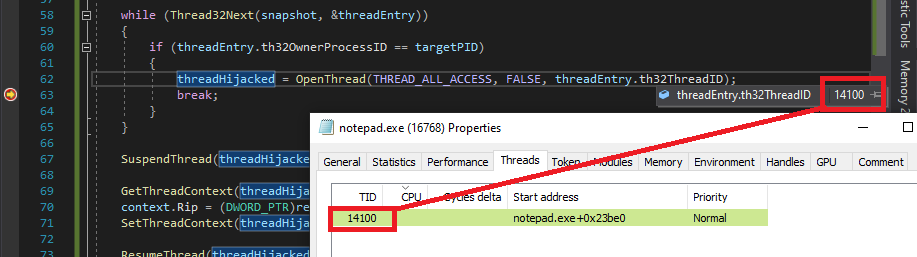 58 while (Thread32Next(snapshot, &threadEntry))
59 {
60 if (threadEntry.th32OwnerProcessID == targetPID)
61 {
62 threadHijacked = OpenThread(THREAD_ALL_ACCESS, FALSE, threadEntry.th32ThreadID);
63 break;
threadEntry.th32ThreadID 14100
64 }
65 }
66
67 SuspendThread(threadHijacke
68
69 GetThreadContext(threadHija
70 context.Rip = (DWORD_PTR)re
71 SetThreadContext(threadHija
72
73 ResumeThread(threadHijacked
notepad.exe (16768) Properties
General Statistics Performance Threads Token Modules Memory Environment Handles GPU Comment
TID CPU Cycles delta Start address Priority
14100 notepad.exe+0x23be0 Normal
stic Tools
Memory 2